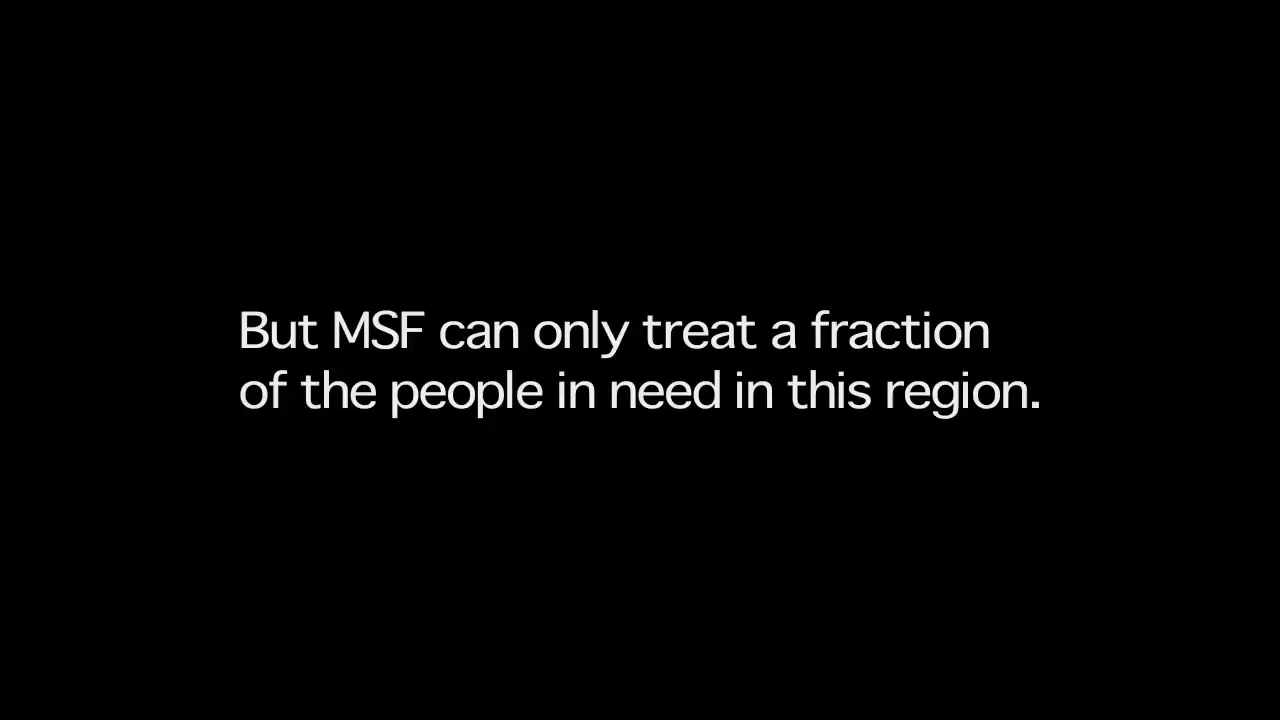 But MSF can only treat a fraction
of the people in need in this region.